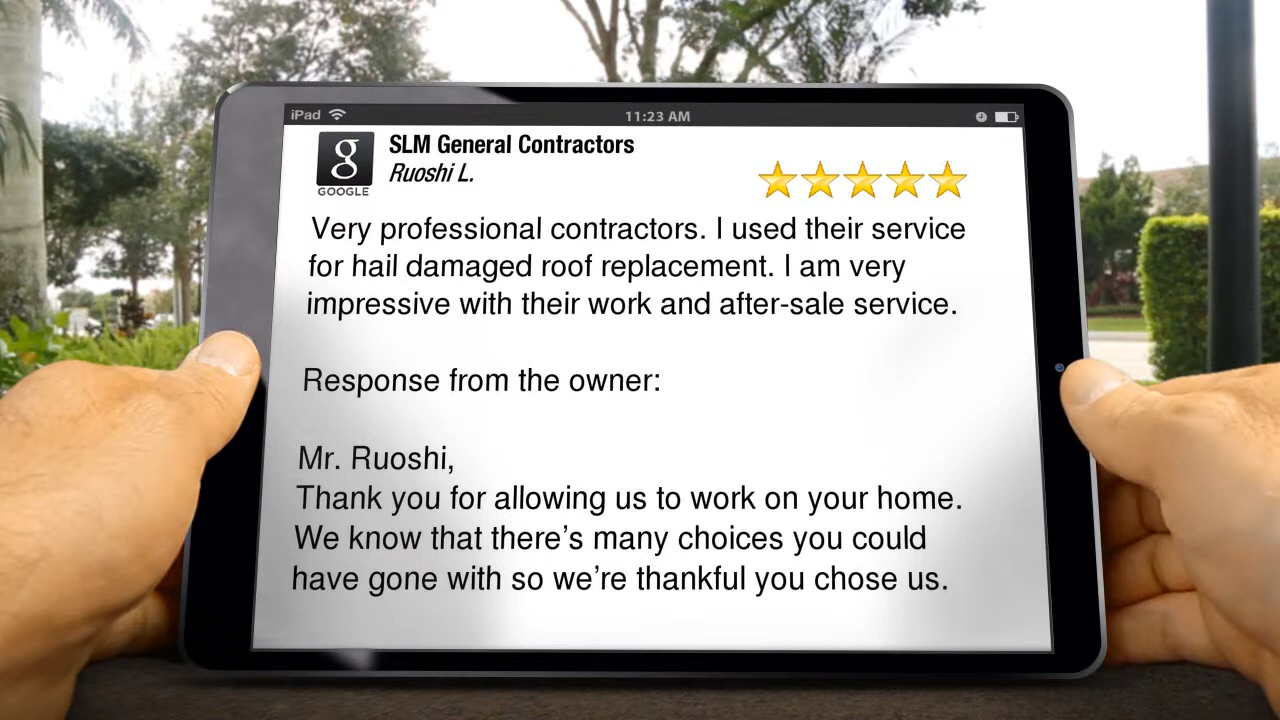 iPad 11:23 AM
g
GOOGLE
SLM General Contractors
Ruoshi L.
Very professional contractors. I used their service
for hail damaged roof replacement. I am very
impressive with their work and after-sale service.
Response from the owner:
Mr. Ruoshi,
Thank you for allowing us to work on your home.
We know that there’s many choices you could
have gone with so we’re thankful you chose us.